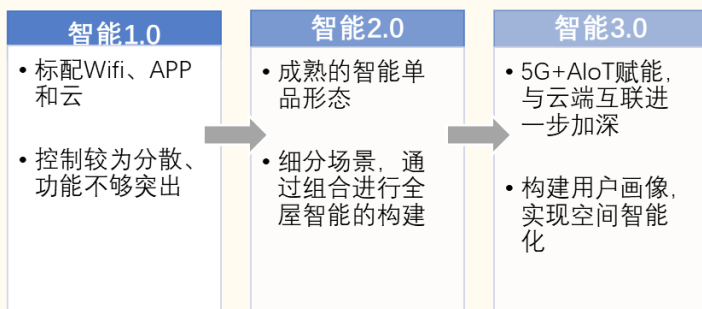 智能1.0
• 标配Wifi、APP
和云
• 控制较为分散、
功能不够突出
智能2.0
• 成熟的智能单
品形态
• 细分场景，通
过组合进行全
屋智能的构建
智能3.0
• 5G+AIoT赋能，
与云端互联进
一步加深
• 构建用户画像，
实现空间智能
化